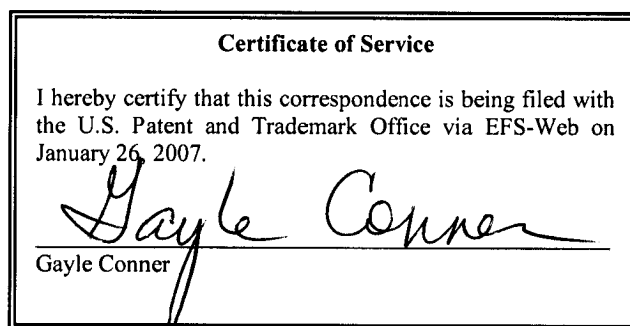 Certificate of Service
I hereby certify that this correspondence is being filed with
the U.S. Patent and Trademark Office via EFS-Web on
January 26, 2007.
Gayle Conner
Gayle Conner